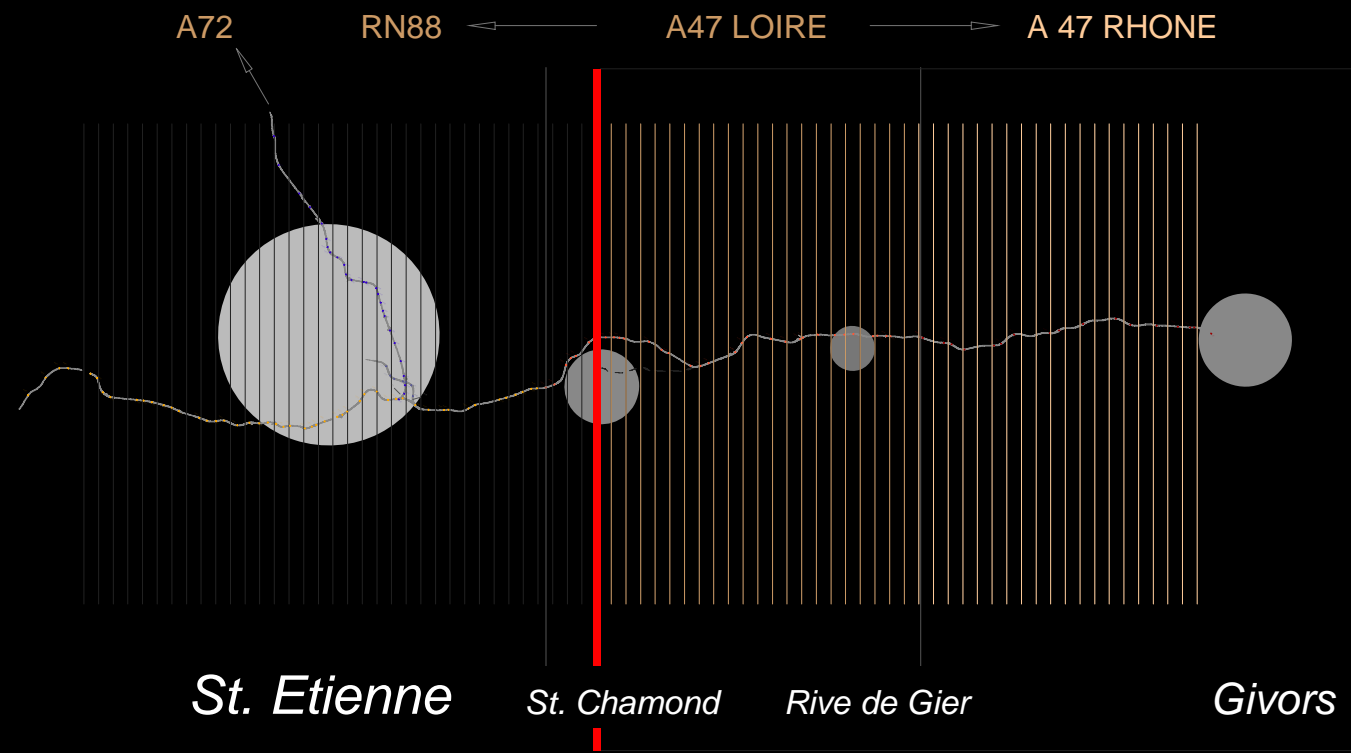 A72 RN88 A47 LOIRE A 47 RHONE
St. Etienne St. Chamond Rive de Gier Givors